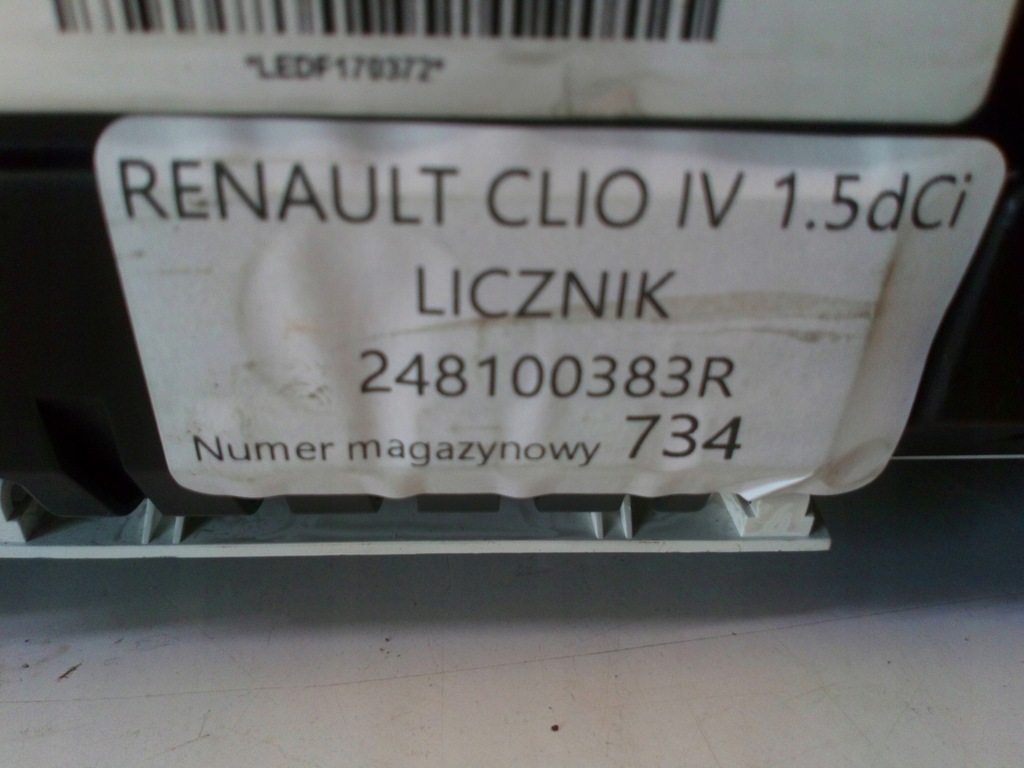 *LEDF170372*
RENAULT CLIO IV 1.5dCi
LICZNIK
248100383R
Numer magazynowy 734